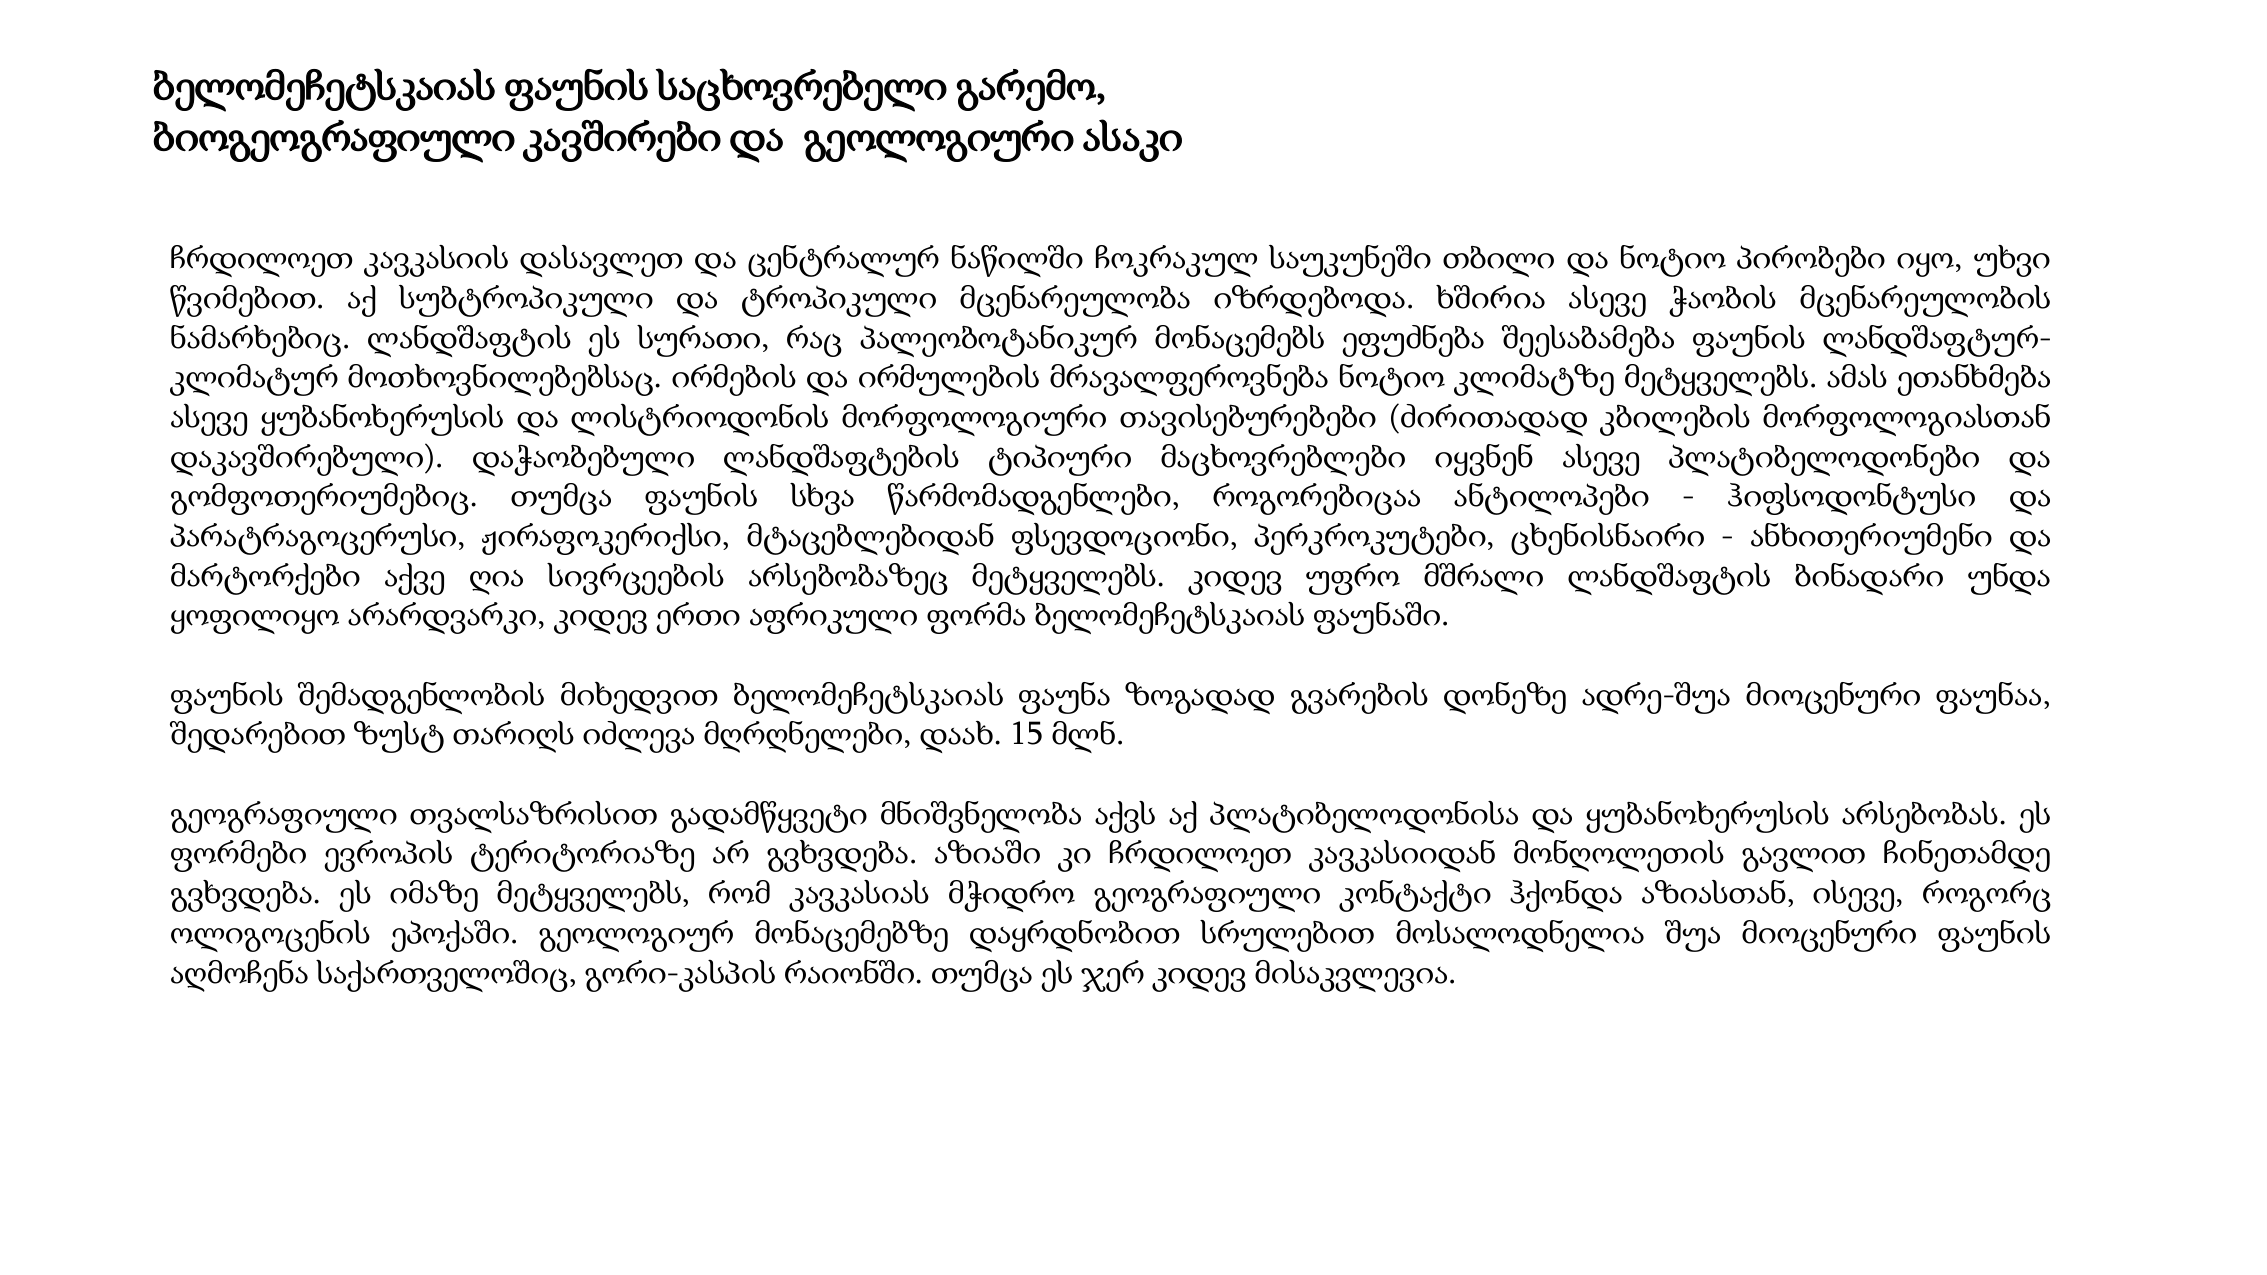 ბელომეჩეტსკაიას ფაუნის საცხოვრებელი გარემო,
ბიოგეოგრაფიული კავშირები და  გეოლოგიური ასაკი
ჩრდილოეთ კავკასიის დასავლეთ და ცენტრალურ ნაწილში ჩოკრაკულ საუკუნეში თბილი და ნოტიო პირობები იყო, უხვი
წვიმებით. აქ სუბტროპიკული და ტროპიკული მცენარეულობა იზრდებოდა. ხშირია ასევე ჭაობის მცენარეულობის
ნამარხებიც. ლანდშაფტის ეს სურათი, რაც პალეობოტანიკურ მონაცემებს ეფუძნება შეესაბამება ფაუნის ლანდშაფტურ-
კლიმატურ მოთხოვნილებებსაც. ირმების და ირმულების მრავალფეროვნება ნოტიო კლიმატზე მეტყველებს. ამას ეთანხმება
ასევე ყუბანოხერუსის და ლისტრიოდონის მორფოლოგიური თავისებურებები (ძირითადად კბილების მორფოლოგიასთან
დაკავშირებული). დაჭაობებული ლანდშაფტების ტიპიური მაცხოვრებლები იყვნენ ასევე პლატიბელოდონები და
გომფოთერიუმებიც. თუმცა ფაუნის სხვა წარმომადგენლები, როგორებიცაა ანტილოპები - ჰიფსოდონტუსი და
პარატრაგოცერუსი, ჟირაფოკერიქსი, მტაცებლებიდან ფსევდოციონი, პერკროკუტები, ცხენისნაირი - ანხითერიუმენი და
მარტორქები აქვე ღია სივრცეების არსებობაზეც მეტყველებს. კიდევ უფრო მშრალი ლანდშაფტის ბინადარი უნდა
ყოფილიყო არარდვარკი, კიდევ ერთი აფრიკული ფორმა ბელომეჩეტსკაიას ფაუნაში.
ფაუნის შემადგენლობის მიხედვით ბელომეჩეტსკაიას ფაუნა ზოგადად გვარების დონეზე ადრე-შუა მიოცენური ფაუნაა,
შედარებით ზუსტ თარიღს იძლევა მღრღნელები, დაახ. 15 მლნ.
გეოგრაფიული თვალსაზრისით გადამწყვეტი მნიშვნელობა აქვს აქ პლატიბელოდონისა და ყუბანოხერუსის არსებობას. ეს
ფორმები ევროპის ტერიტორიაზე არ გვხვდება. აზიაში კი ჩრდილოეთ კავკასიიდან მონღოლეთის გავლით ჩინეთამდე
გვხვდება. ეს იმაზე მეტყველებს, რომ კავკასიას მჭიდრო გეოგრაფიული კონტაქტი ჰქონდა აზიასთან, ისევე, როგორც
ოლიგოცენის ეპოქაში. გეოლოგიურ მონაცემებზე დაყრდნობით სრულებით მოსალოდნელია შუა მიოცენური ფაუნის
აღმოჩენა საქართველოშიც, გორი-კასპის რაიონში. თუმცა ეს ჯერ კიდევ მისაკვლევია.